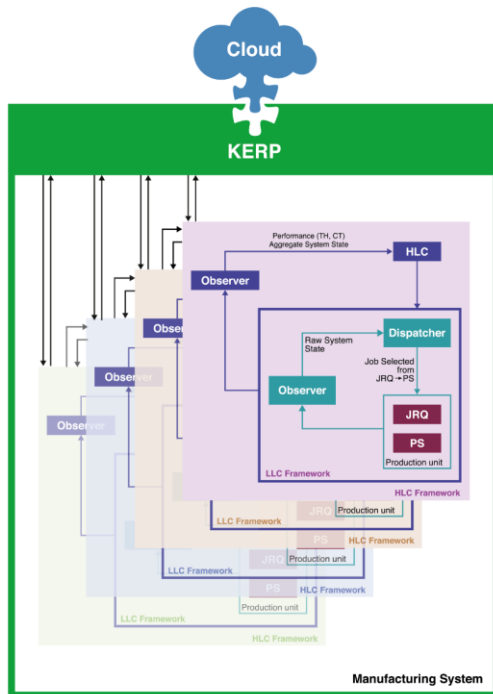 Cloud
KERP
Performance (TH, CT)
Aggregate System State
HLC
Observer
Raw System
State
Dispatcher
Job Selected
from
JRQ→PS
Observer
JRQ
PS
Production unit
LLC Framework
HLC Framework
Obser
Production unit
LLC Framework
HLC Framework
Observer
JRQ
PS
Production unit
LLC Framework
HLC Framework
Observer
JRQ
PS
Production unit
LLC Framework
HLC Framework
Manufacturing System